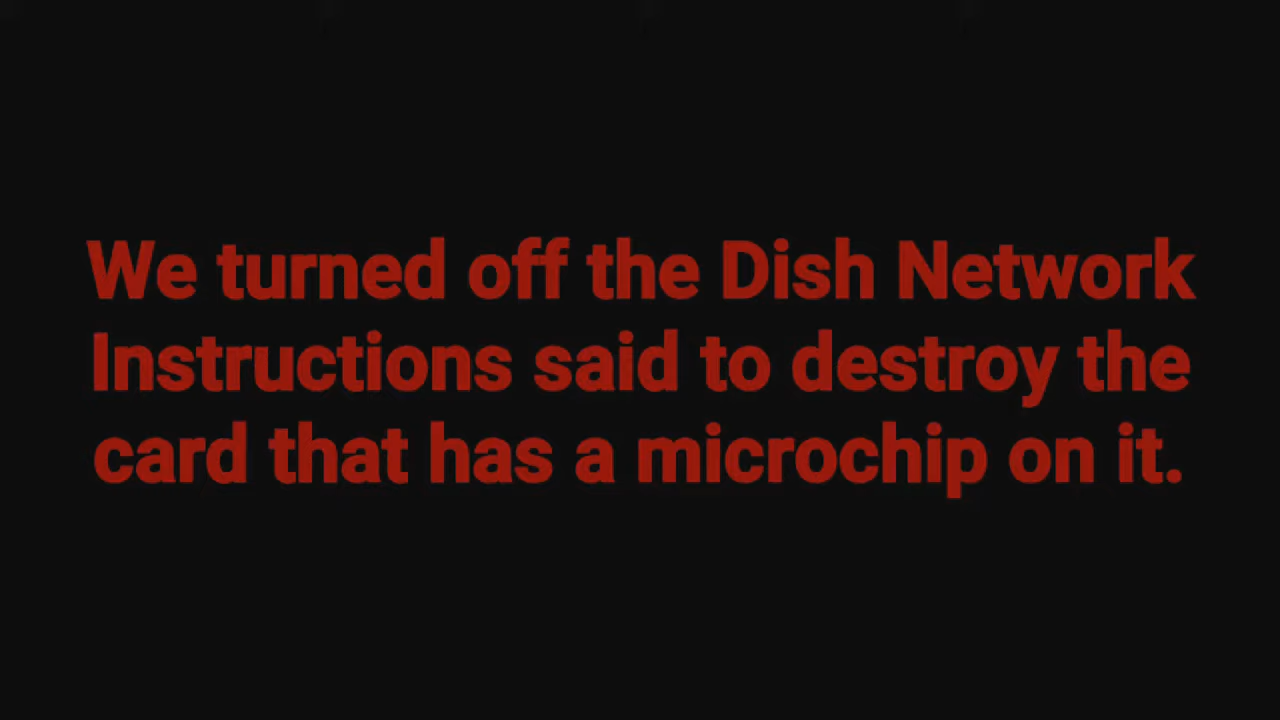 We turned off the Dish Network
Instructions said to destroy the
card that has a microchip on it.